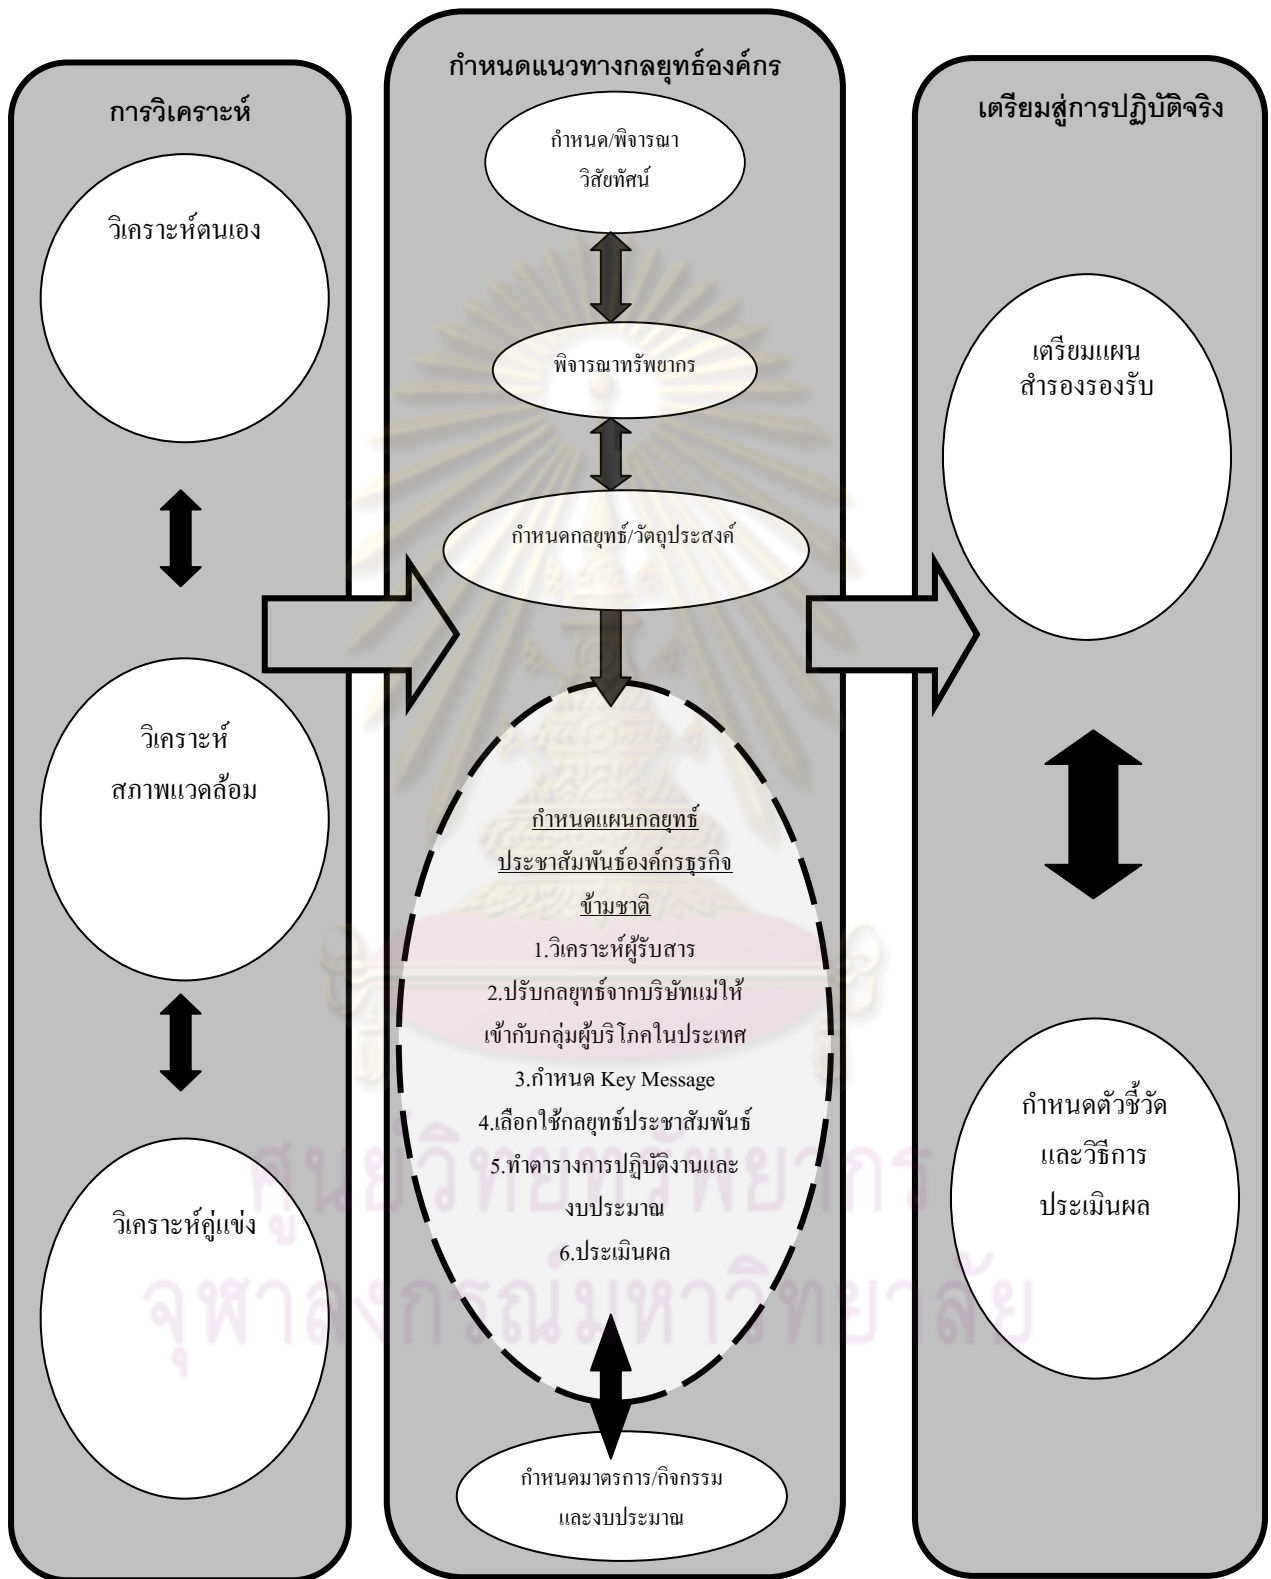 การวิเคราะห์
วิเคราะห์ตนเอง
วิเคราะห์
สภาพแวดล้อม
วิเคราะห์คู่แข่ง
กำหนดแนวทางกลยุทธ์องค์กร
กำหนด/พิจารณา
วิสัยทัศน์
พิจารณาทรัพยากร
กำหนดกลยุทธ์/วัตถุประสงค์
กำหนดแผนกลยุทธ์
ประชาสัมพันธ์องค์กรธุรกิจ
ข้ามชาติ
1.วิเคราะห์ผู้รับสาร
2.ปรับกลยุทธ์จากบริษัทแม่ให้
เข้ากับกลุ่มผู้บริโภคในประเทศ
3.กำหนด Key Message
4.เลือกใช้กลยุทธ์ประชาสัมพันธ์
5.ทำตารางการปฏิบัติงานและ
งบประมาณ
6.ประเมินผล
กำหนดมาตรการ/กิจกรรม
และงบประมาณ
เตรียมสู่การปฏิบัติจริง
เตรียมแผน
สำรองรองรับ
กำหนดตัวชี้วัด
และวิธีการ
ประเมินผล
ศูนย์วิทยทรัพยากร
จุฬาลงกรณ์มหาวิทยาลัย